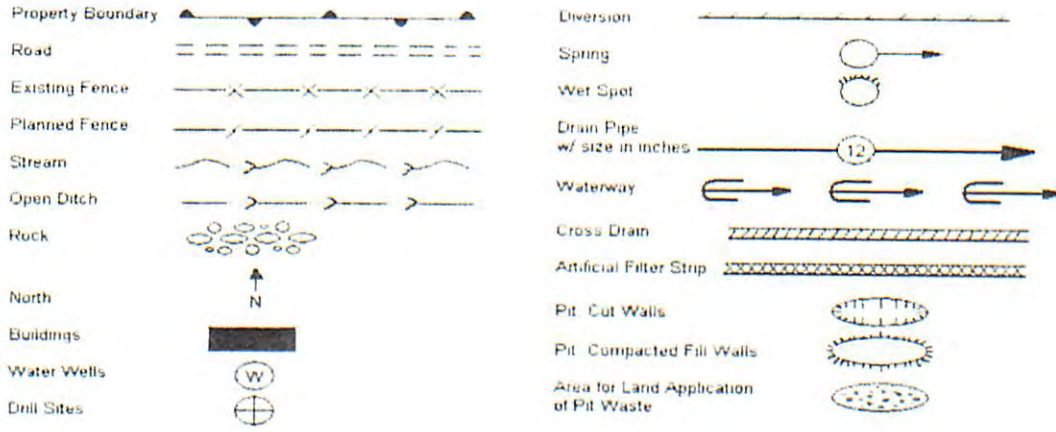 Property Boundary
Road
Existing Fence
Planned Fence
Stream
Open Ditch
Rock
North
N
Buildings
Water Wells
W
Drill Sites
Diversion
Spring
Wet Spot
Drain Pipe
w/ size in inches
12
Waterway
Cross Drain
Artificial Filter Strip
Pit: Cut Walls
Pit: Compacted Fill Walls
Area for Land Application
of Pit Waste